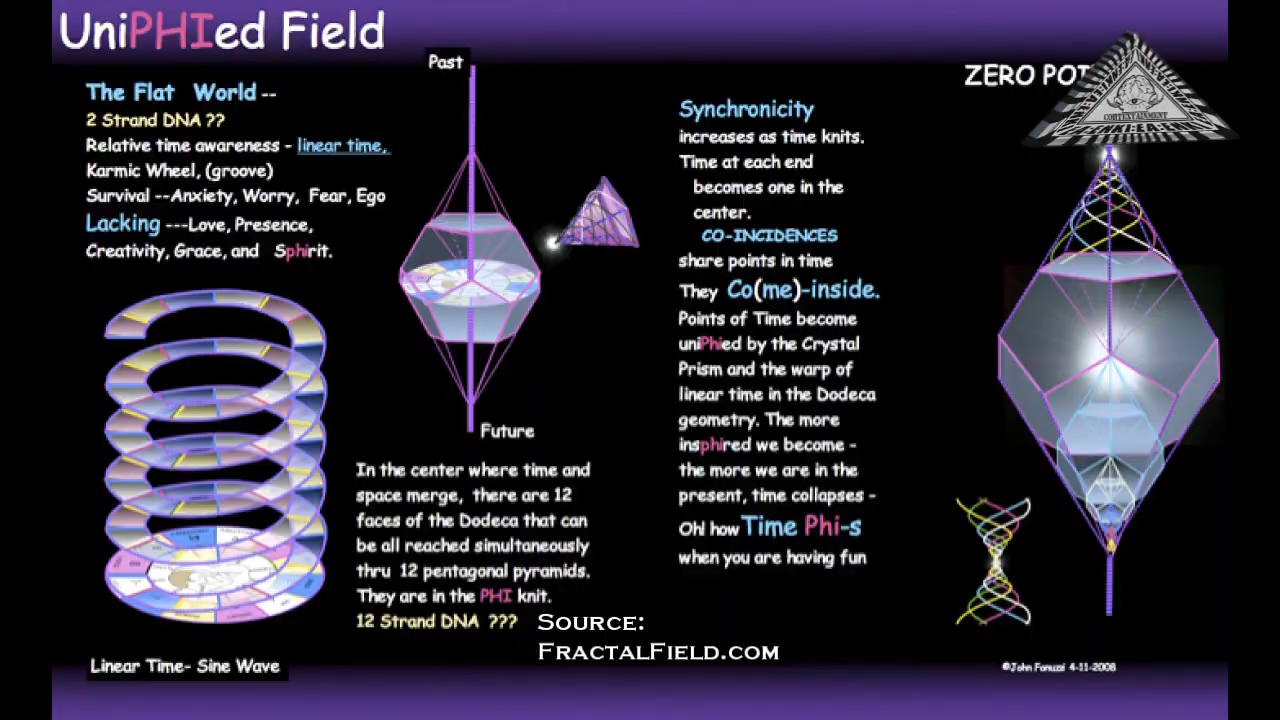 UniPHIed Field
The Flat World --
2 Strand DNA ??
Relative time awareness - linear time,
Karmic Wheel, (groove)
Survival --Anxiety, Worry, Fear, Ego
Lacking ---Love, Presence,
Creativity, Grace, and Sphirit.
Linear Time- Sine Wave
Past
Future
In the center where time and
space merge, there are 12
faces of the Dodeca that can
be all reached simultaneously
thru 12 pentagonal pyramids.
They are in the PHI knit.
12 Strand DNA ???
Source:
FractalField.com
Synchronicity
increases as time knits.
Time at each end
becomes one in the
center.
CO-INCIDENCES
share points in time
They Co(me)-inside.
Points of Time become
uniPhied by the Crystal
Prism and the warp of
linear time in the Dodeca
geometry. The more
insphired we become -
the more we are in the
present, time collapses -
Oh! how Time Phi-s
when you are having fun
ZERO
CORTEXTAINMENT
©John Fonuzzi 4-11-2008